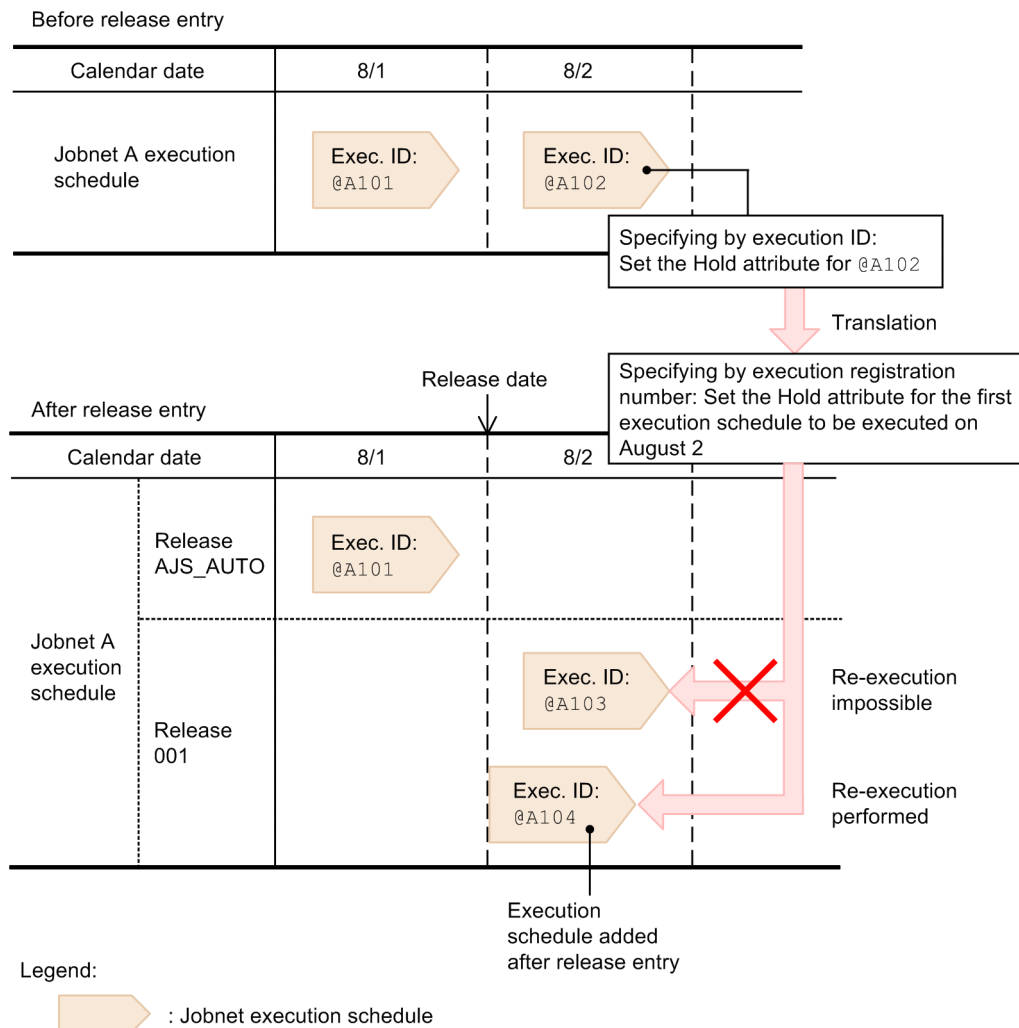 Before release entry
Calendar date
8/1
8/2
Jobnet A execution
schedule
Exec. ID:
@A101
Exec. ID:
@A102
Specifying by execution ID:
Set the Hold attribute for @A102
Translation
Specifying by execution registration
number: Set the Hold attribute for the first
execution schedule to be executed on
August 2
Release date
After release entry
Calendar date
8/1
8/2
Jobnet A
execution
schedule
Release
AJS_AUTO
Exec. ID:
@A101
Release
001
Exec. ID:
@A103
Re-execution
impossible
Exec. ID:
@A104
Re-execution
performed
Execution
schedule added
after release entry
Legend:
: Jobnet execution schedule